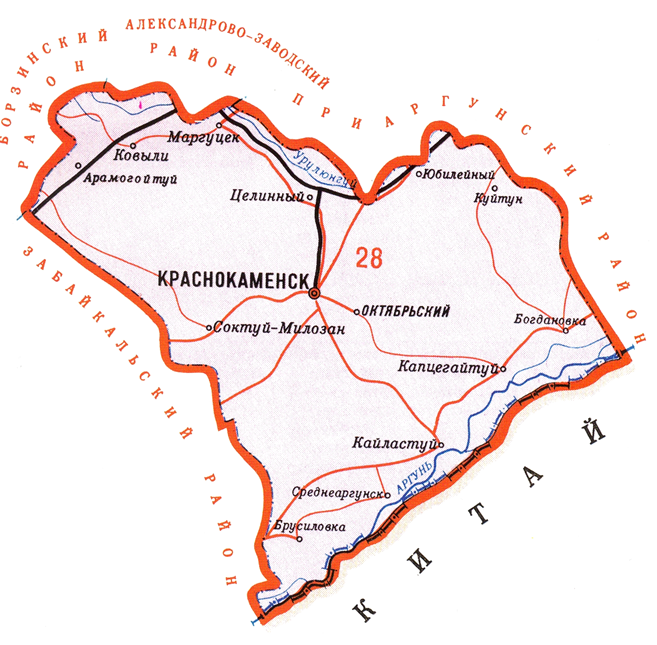 АЛЕКСАНДРОВО-ЗАВОДСКИЙ
РАЙОН
БОРЗИНСКИЙ
РАЙОН
ПРИАРГУНСКИЙ РАЙОН
Маргуцек
Ковыли
Арамогойтуй
Урулюнгуй
Юбилейный
Куйтун
Целинный
28
КРАСНОКАМЕНСК
ОКТЯБРЬСКИЙ
Соктуй-Милозан
Богдановка
Капцегайтуй
ЗАБАЙКАЛЬСКИЙ РАЙОН
Кайластуй
АРГУНЬ
Среднеаргунск
Брусиловка
КИТАЙ